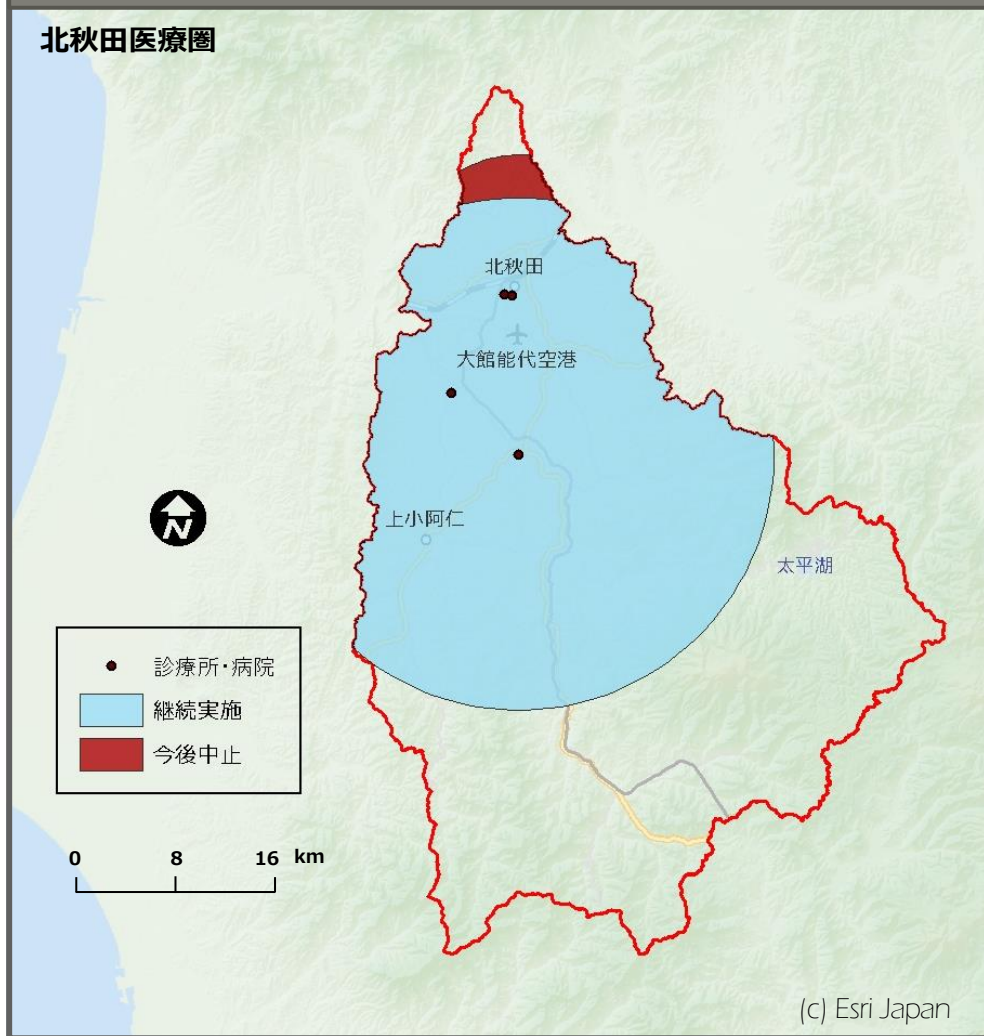 北秋田医療圏
北秋田
大館能代空港
上小阿仁
太平湖
N
診療所・病院
継続実施
今後中止
0 8 16 km
(c) Esri Japan